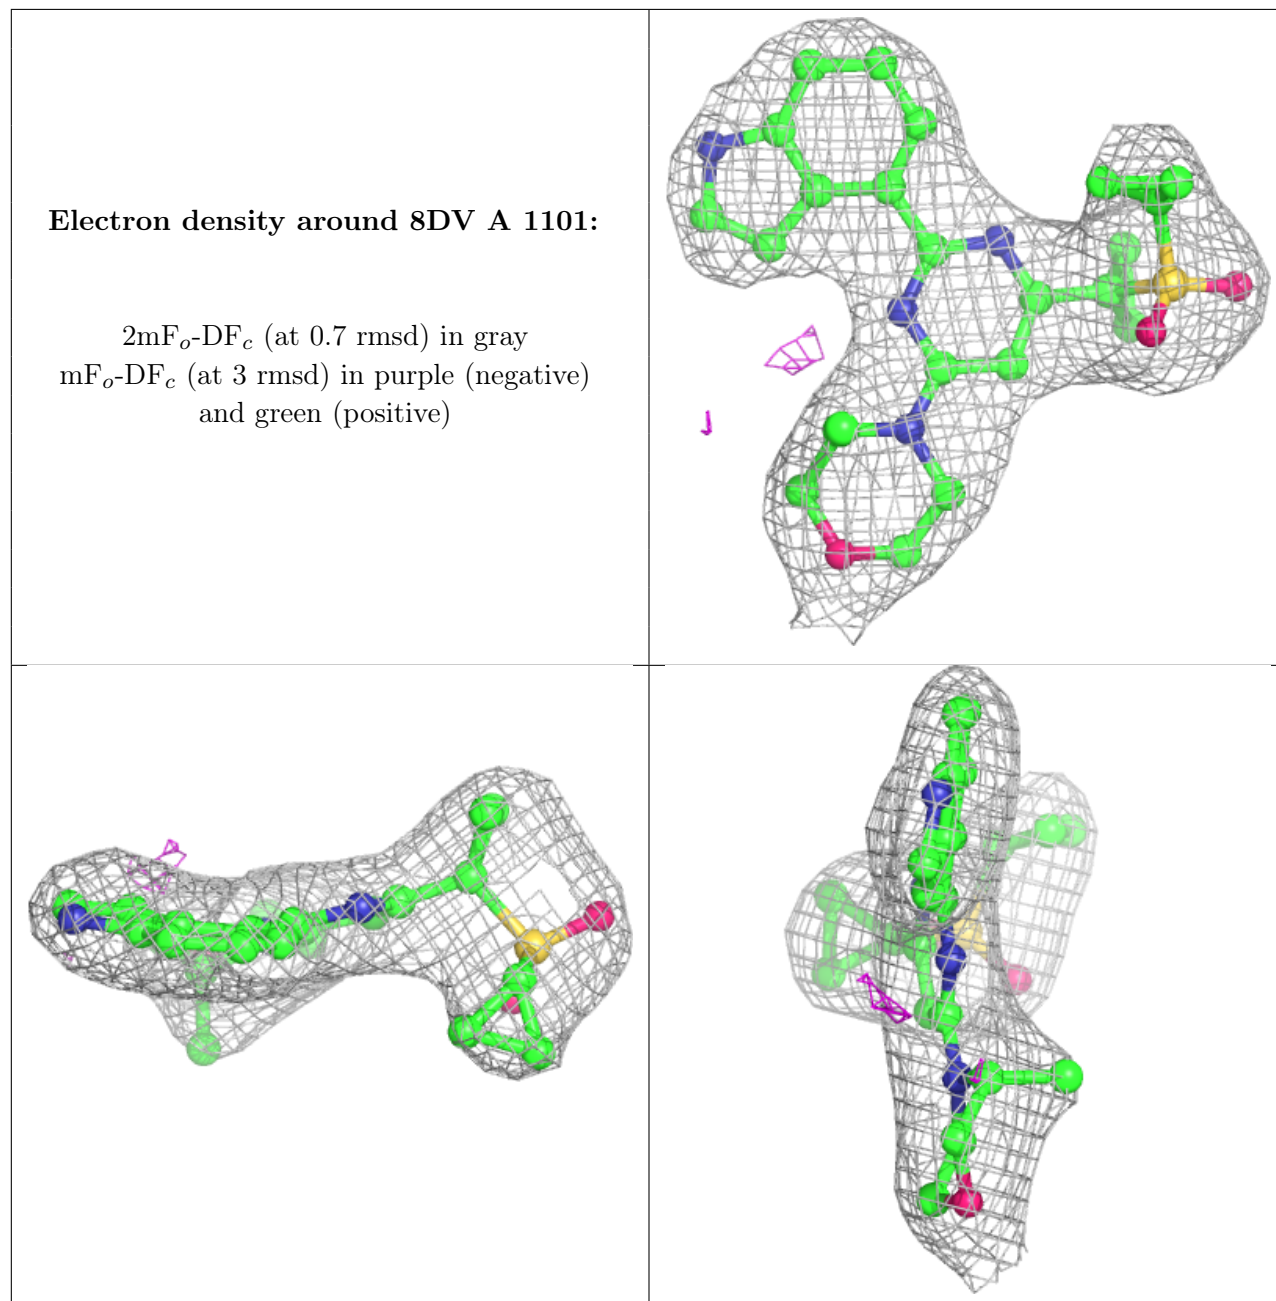 Electron density around 8DV A 1101:
2mFₒ-DF𝒸 (at 0.7 rmsd) in gray
mFₒ-DF𝒸 (at 3 rmsd) in purple (negative)
and green (positive)